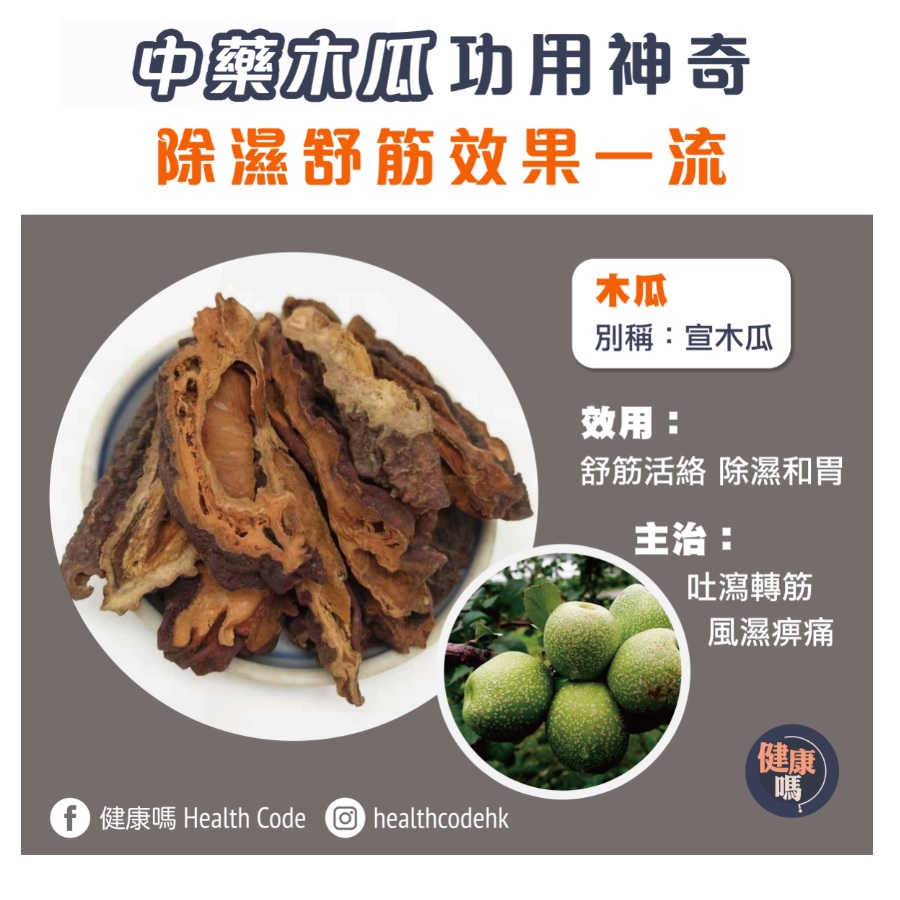 中藥木瓜功用神奇
除濕舒筋效果一流
木瓜
別稱：宣木瓜
效用：
舒筋活絡 除濕和胃
主治：
吐瀉轉筋
風濕痹痛
健康嗎
健康嗎 Health Code healthcodehk